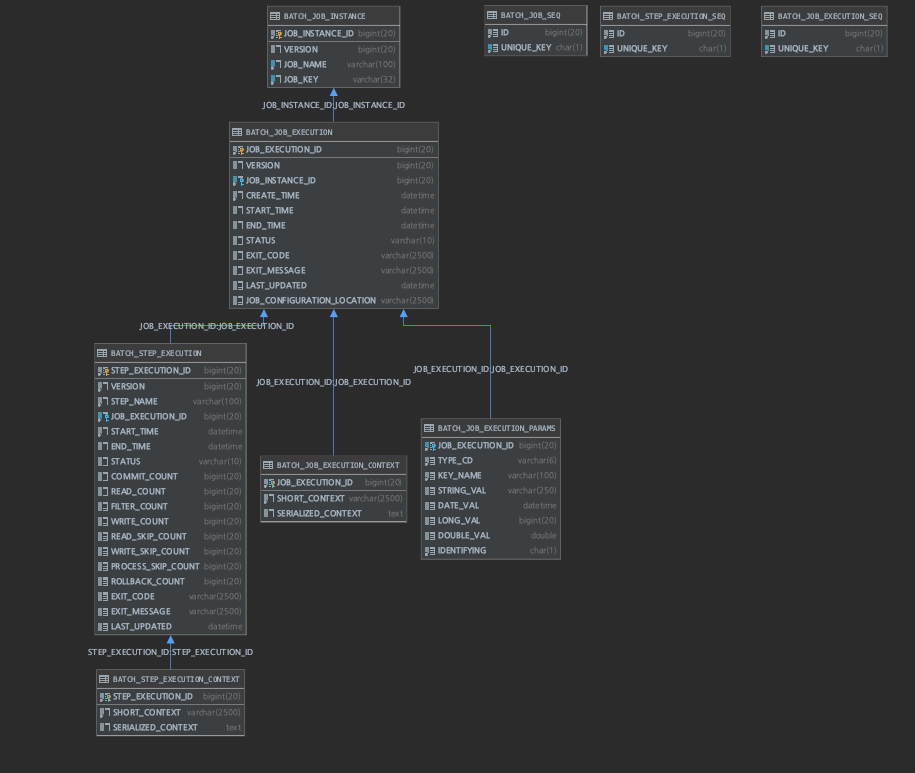 BATCH_JOB_INSTANCE
JOB_INSTANCE_ID bigint(20)
VERSION bigint(20)
JOB_NAME varchar(100)
JOB_KEY varchar(32)
BATCH_JOB_SEQ
ID bigint(20)
UNIQUE_KEY char(1)
BATCH_STEP_EXECUTION_SEQ
ID bigint(20)
UNIQUE_KEY char(1)
BATCH_JOB_EXECUTION_SEQ
ID bigint(20)
UNIQUE_KEY char(1)
JOB_INSTANCE_ID:JOB_INSTANCE_ID
BATCH_JOB_EXECUTION
JOB_EXECUTION_ID bigint(20)
VERSION bigint(20)
JOB_INSTANCE_ID bigint(20)
CREATE_TIME datetime
START_TIME datetime
END_TIME datetime
STATUS varchar(10)
EXIT_CODE varchar(2500)
EXIT_MESSAGE varchar(2500)
LAST_UPDATED datetime
JOB_CONFIGURATION_LOCATION varchar(2500)
JOB_EXECUTION_ID:JOB_EXECUTION_ID
BATCH_STEP_EXECUTION
STEP_EXECUTION_ID bigint(20)
VERSION bigint(20)
STEP_NAME varchar(100)
JOB_EXECUTION_ID bigint(20)
START_TIME datetime
END_TIME datetime
STATUS varchar(10)
COMMIT_COUNT bigint(20)
READ_COUNT bigint(20)
FILTER_COUNT bigint(20)
WRITE_COUNT bigint(20)
READ_SKIP_COUNT bigint(20)
WRITE_SKIP_COUNT bigint(20)
PROCESS_SKIP_COUNT bigint(20)
ROLLBACK_COUNT bigint(20)
EXIT_CODE varchar(2500)
EXIT_MESSAGE varchar(2500)
LAST_UPDATED datetime
JOB_EXECUTION_ID:JOB_EXECUTION_ID
BATCH_JOB_EXECUTION_CONTEXT
JOB_EXECUTION_ID bigint(20)
SHORT_CONTEXT varchar(2500)
SERIALIZED_CONTEXT text
JOB_EXECUTION_ID:JOB_EXECUTION_ID
BATCH_JOB_EXECUTION_PARAMS
JOB_EXECUTION_ID bigint(20)
TYPE_CD varchar(6)
KEY_NAME varchar(100)
STRING_VAL varchar(250)
DATE_VAL datetime
LONG_VAL bigint(20)
DOUBLE_VAL double
IDENTIFYING char(1)
STEP_EXECUTION_ID:STEP_EXECUTION_ID
BATCH_STEP_EXECUTION_CONTEXT
STEP_EXECUTION_ID bigint(20)
SHORT_CONTEXT varchar(2500)
SERIALIZED_CONTEXT text